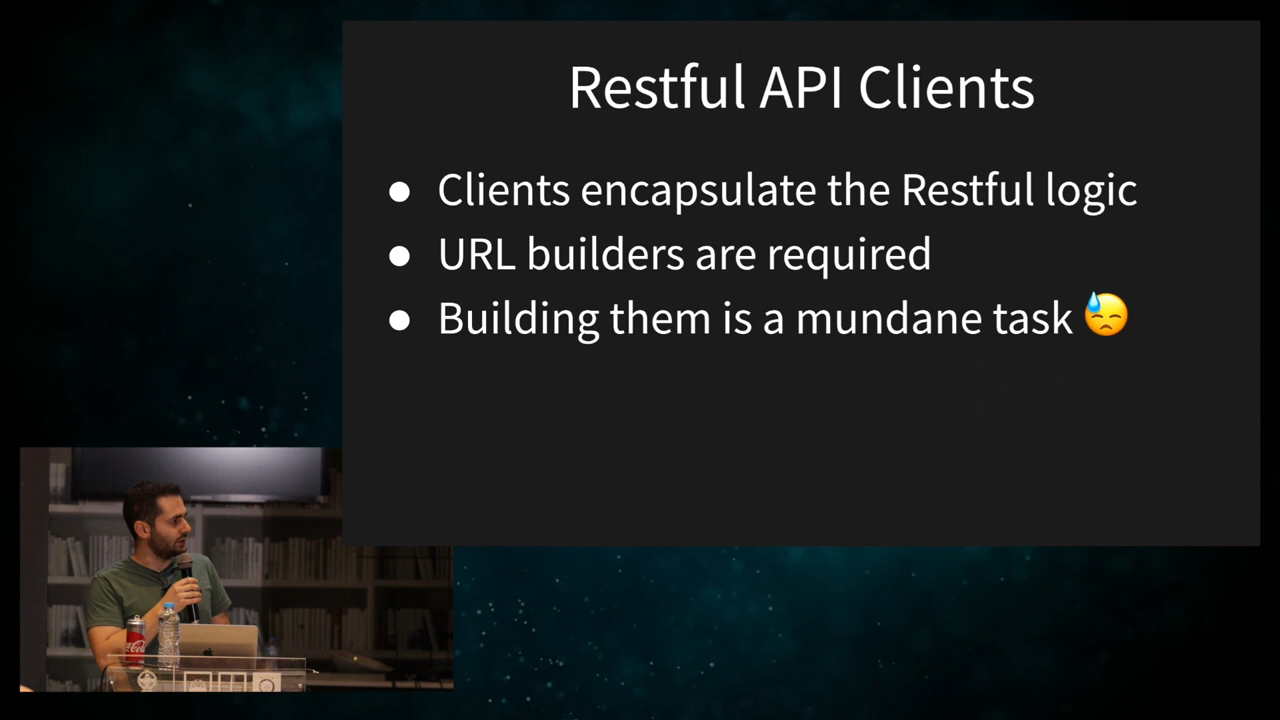 Restful API Clients
● Clients encapsulate the Restful logic
● URL builders are required
● Building them is a mundane task 😓